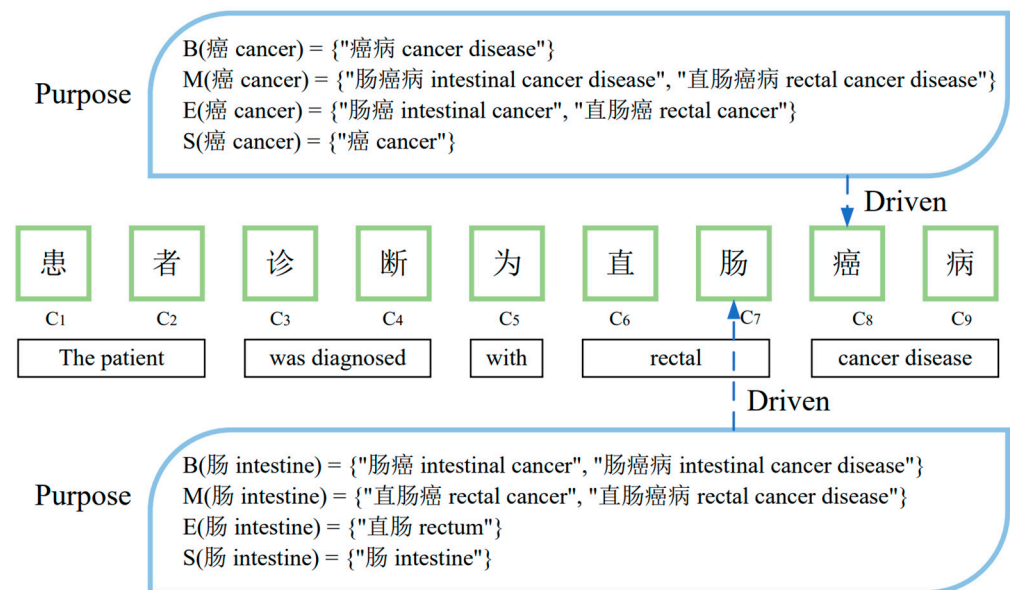 B(癌 cancer) = {"癌病 cancer disease"}
M(癌 cancer) = {"肠癌病 intestinal cancer disease", "直肠癌病 rectal cancer disease"}
Purpose
E(癌 cancer) = {"肠癌 intestinal cancer", "直肠癌 rectal cancer"}
S(癌 cancer) = {"癌 cancer"}
Driven
患 者 诊 断 为 直 肠 癌 病
C1 C2 C3 C4 C5 C6 C7 C8 C9
The patient was diagnosed with rectal cancer disease
Driven
B(肠 intestine) = {"肠癌 intestinal cancer", "肠癌病 intestinal cancer disease"}
Purpose
M(肠 intestine) = {"直肠癌 rectal cancer", "直肠癌病 rectal cancer disease"}
E(肠 intestine) = {"直肠 rectum"}
S(肠 intestine) = {"肠 intestine"}